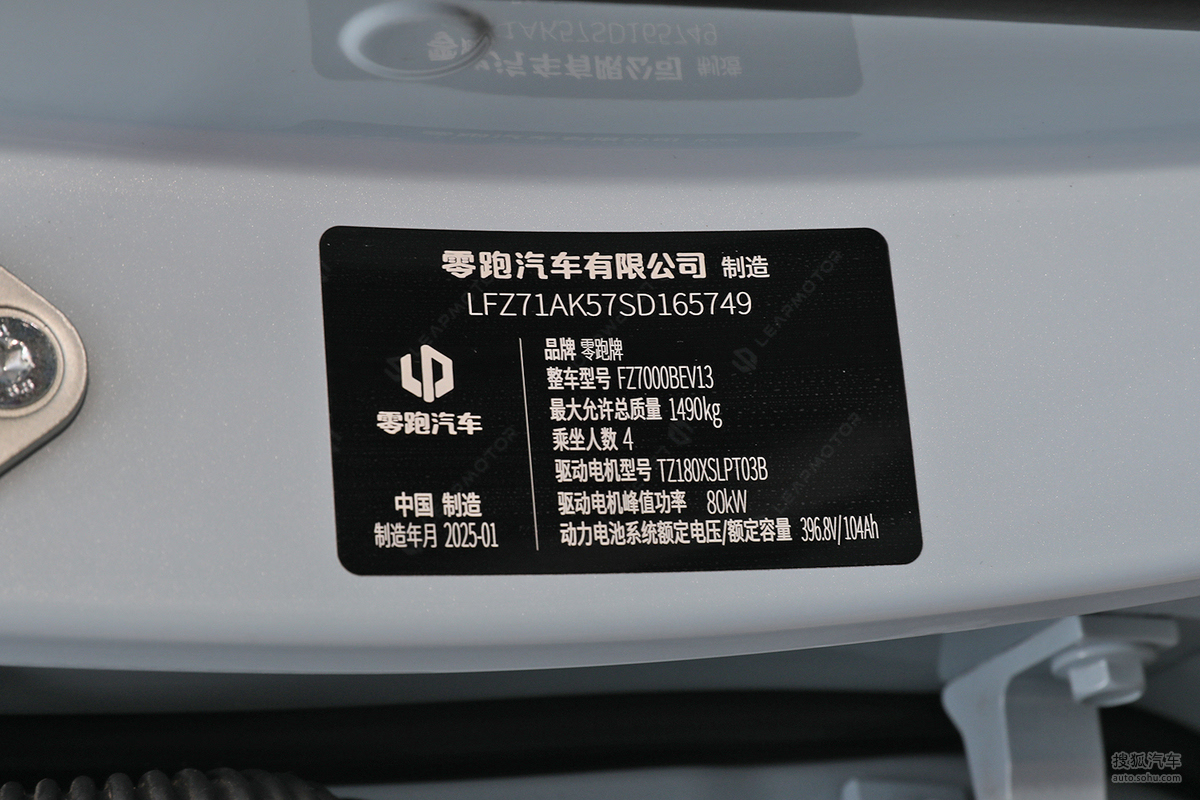 零跑汽车有限公司 制造
LFZ71AK57SD165749
零跑汽车
中国 制造
制造年月 2025-01
品牌 零跑牌
整车型号 FZ7000BEV13
最大允许总质量 1490kg
乘坐人数 4
驱动电机型号 TZ180XSLPT03B
驱动电机峰值功率 80kW
动力电池系统额定电压/额定容量 396.8V/104Ah
LEAPMOTOR
LEAPMOTOR
LEAPMOTOR
LEAPMOTOR
搜狐汽车
auto.sohu.com